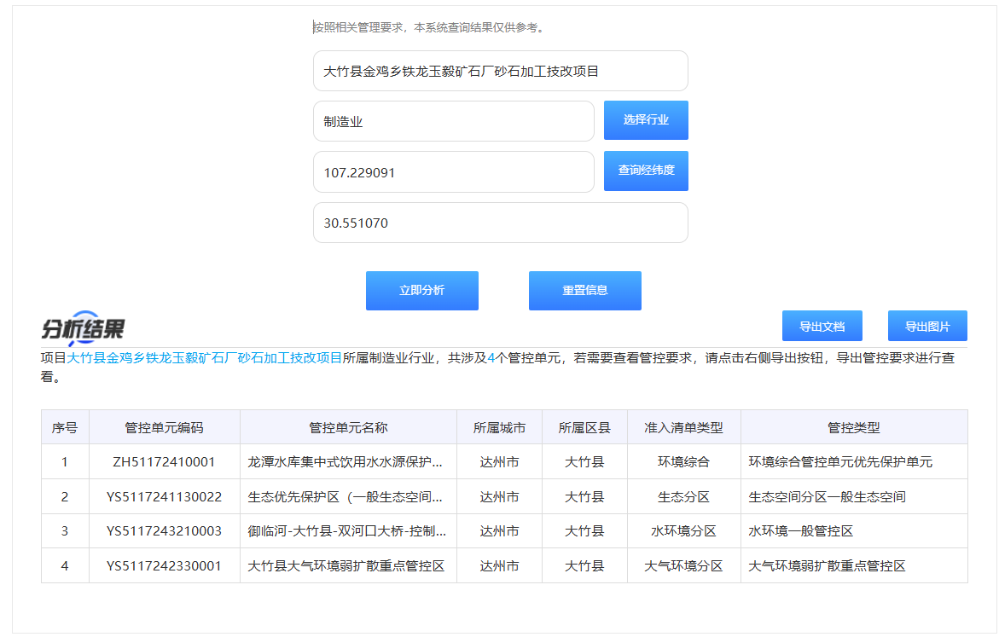 按照相关管理要求，本系统查询结果仅供参考。
大竹县金鸡乡铁龙玉毅矿石厂砂石加工技改项目
制造业
选择行业
107.229091
查询经纬度
30.551070
立即分析
重置信息
分析结果
导出文档
导出图片
项目大竹县金鸡乡铁龙玉毅矿石厂砂石加工技改项目所属制造业行业，共涉及4个管控单元，若需要查看管控要求，请点击右侧导出按钮，导出管控要求进行查
看。
序号 管控单元编码 管控单元名称 所属城市 所属区县 准入清单类型 管控类型
1 ZH51172410001 龙潭水库集中式饮用水水源保护... 达州市 大竹县 环境综合 环境综合管控单元优先保护单元
2 YS5117241130022 生态优先保护区（一般生态空间... 达州市 大竹县 生态分区 生态空间分区一般生态空间
3 YS5117243210003 御临河-大竹县-双河口大桥-控制... 达州市 大竹县 水环境分区 水环境一般管控区
4 YS5117242330001 大竹县大气环境弱扩散重点管控区 达州市 大竹县 大气环境分区 大气环境弱扩散重点管控区